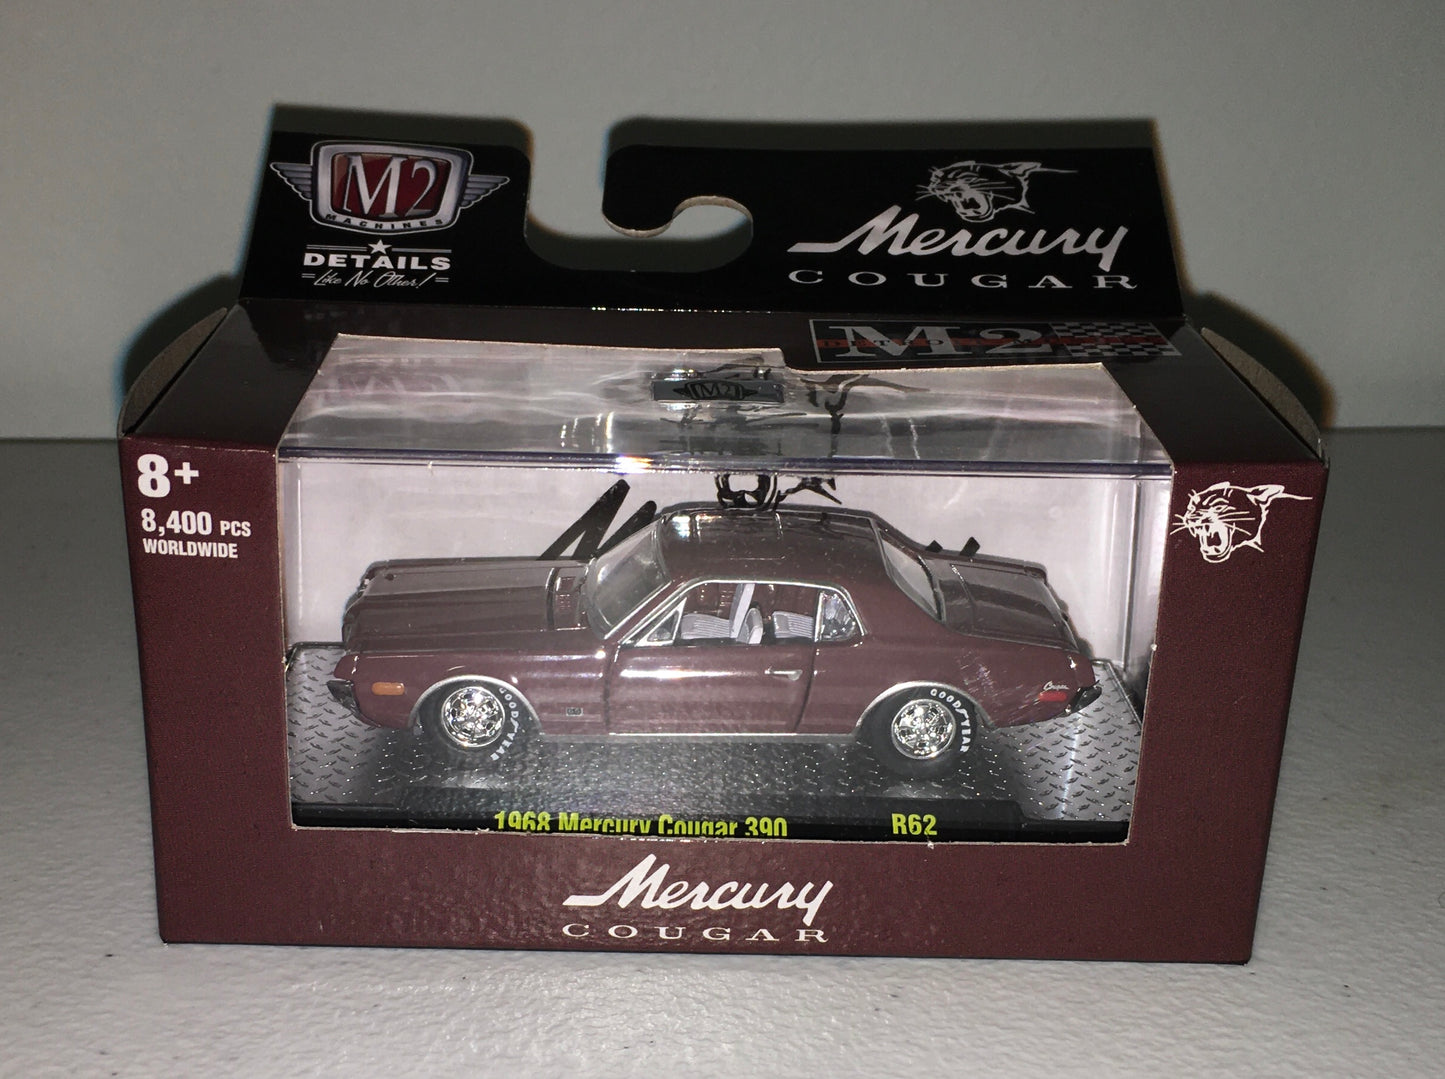 M2
MACHINES
DETAILS
Like No Other!
Mercury
COUGAR
M2
M2
8+
8,400 PCS
WORLDWIDE
GOODYEAR
GOODYEAR
Cougar
1968 Mercury Cougar 390
R62
Mercury
COUGAR